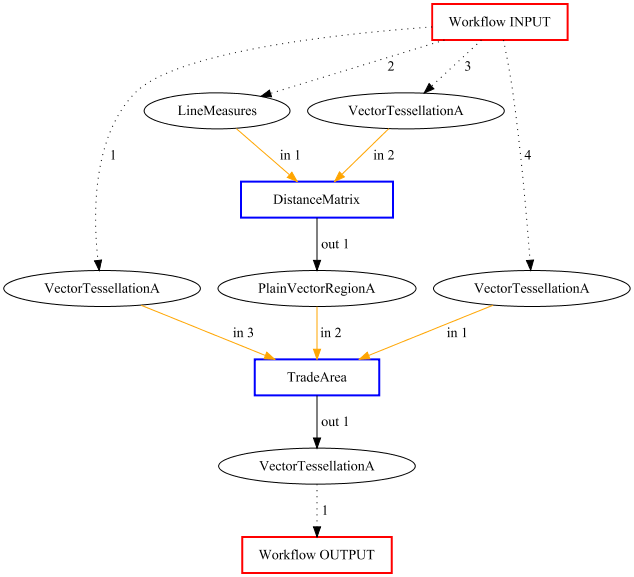 Workflow INPUT
2
3
LineMeasures
VectorTessellationA
1
in 1
in 2
4
DistanceMatrix
out 1
VectorTessellationA
PlainVectorRegionA
VectorTessellationA
in 3
in 2
in 1
TradeArea
out 1
VectorTessellationA
1
Workflow OUTPUT